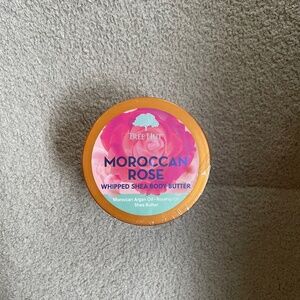 TREE HUT
MOROCCAN
ROSE
WHIPPED SHEA BODY BUTTER
Moroccan Argan Oil • Rosehip Oil
Shea Butter